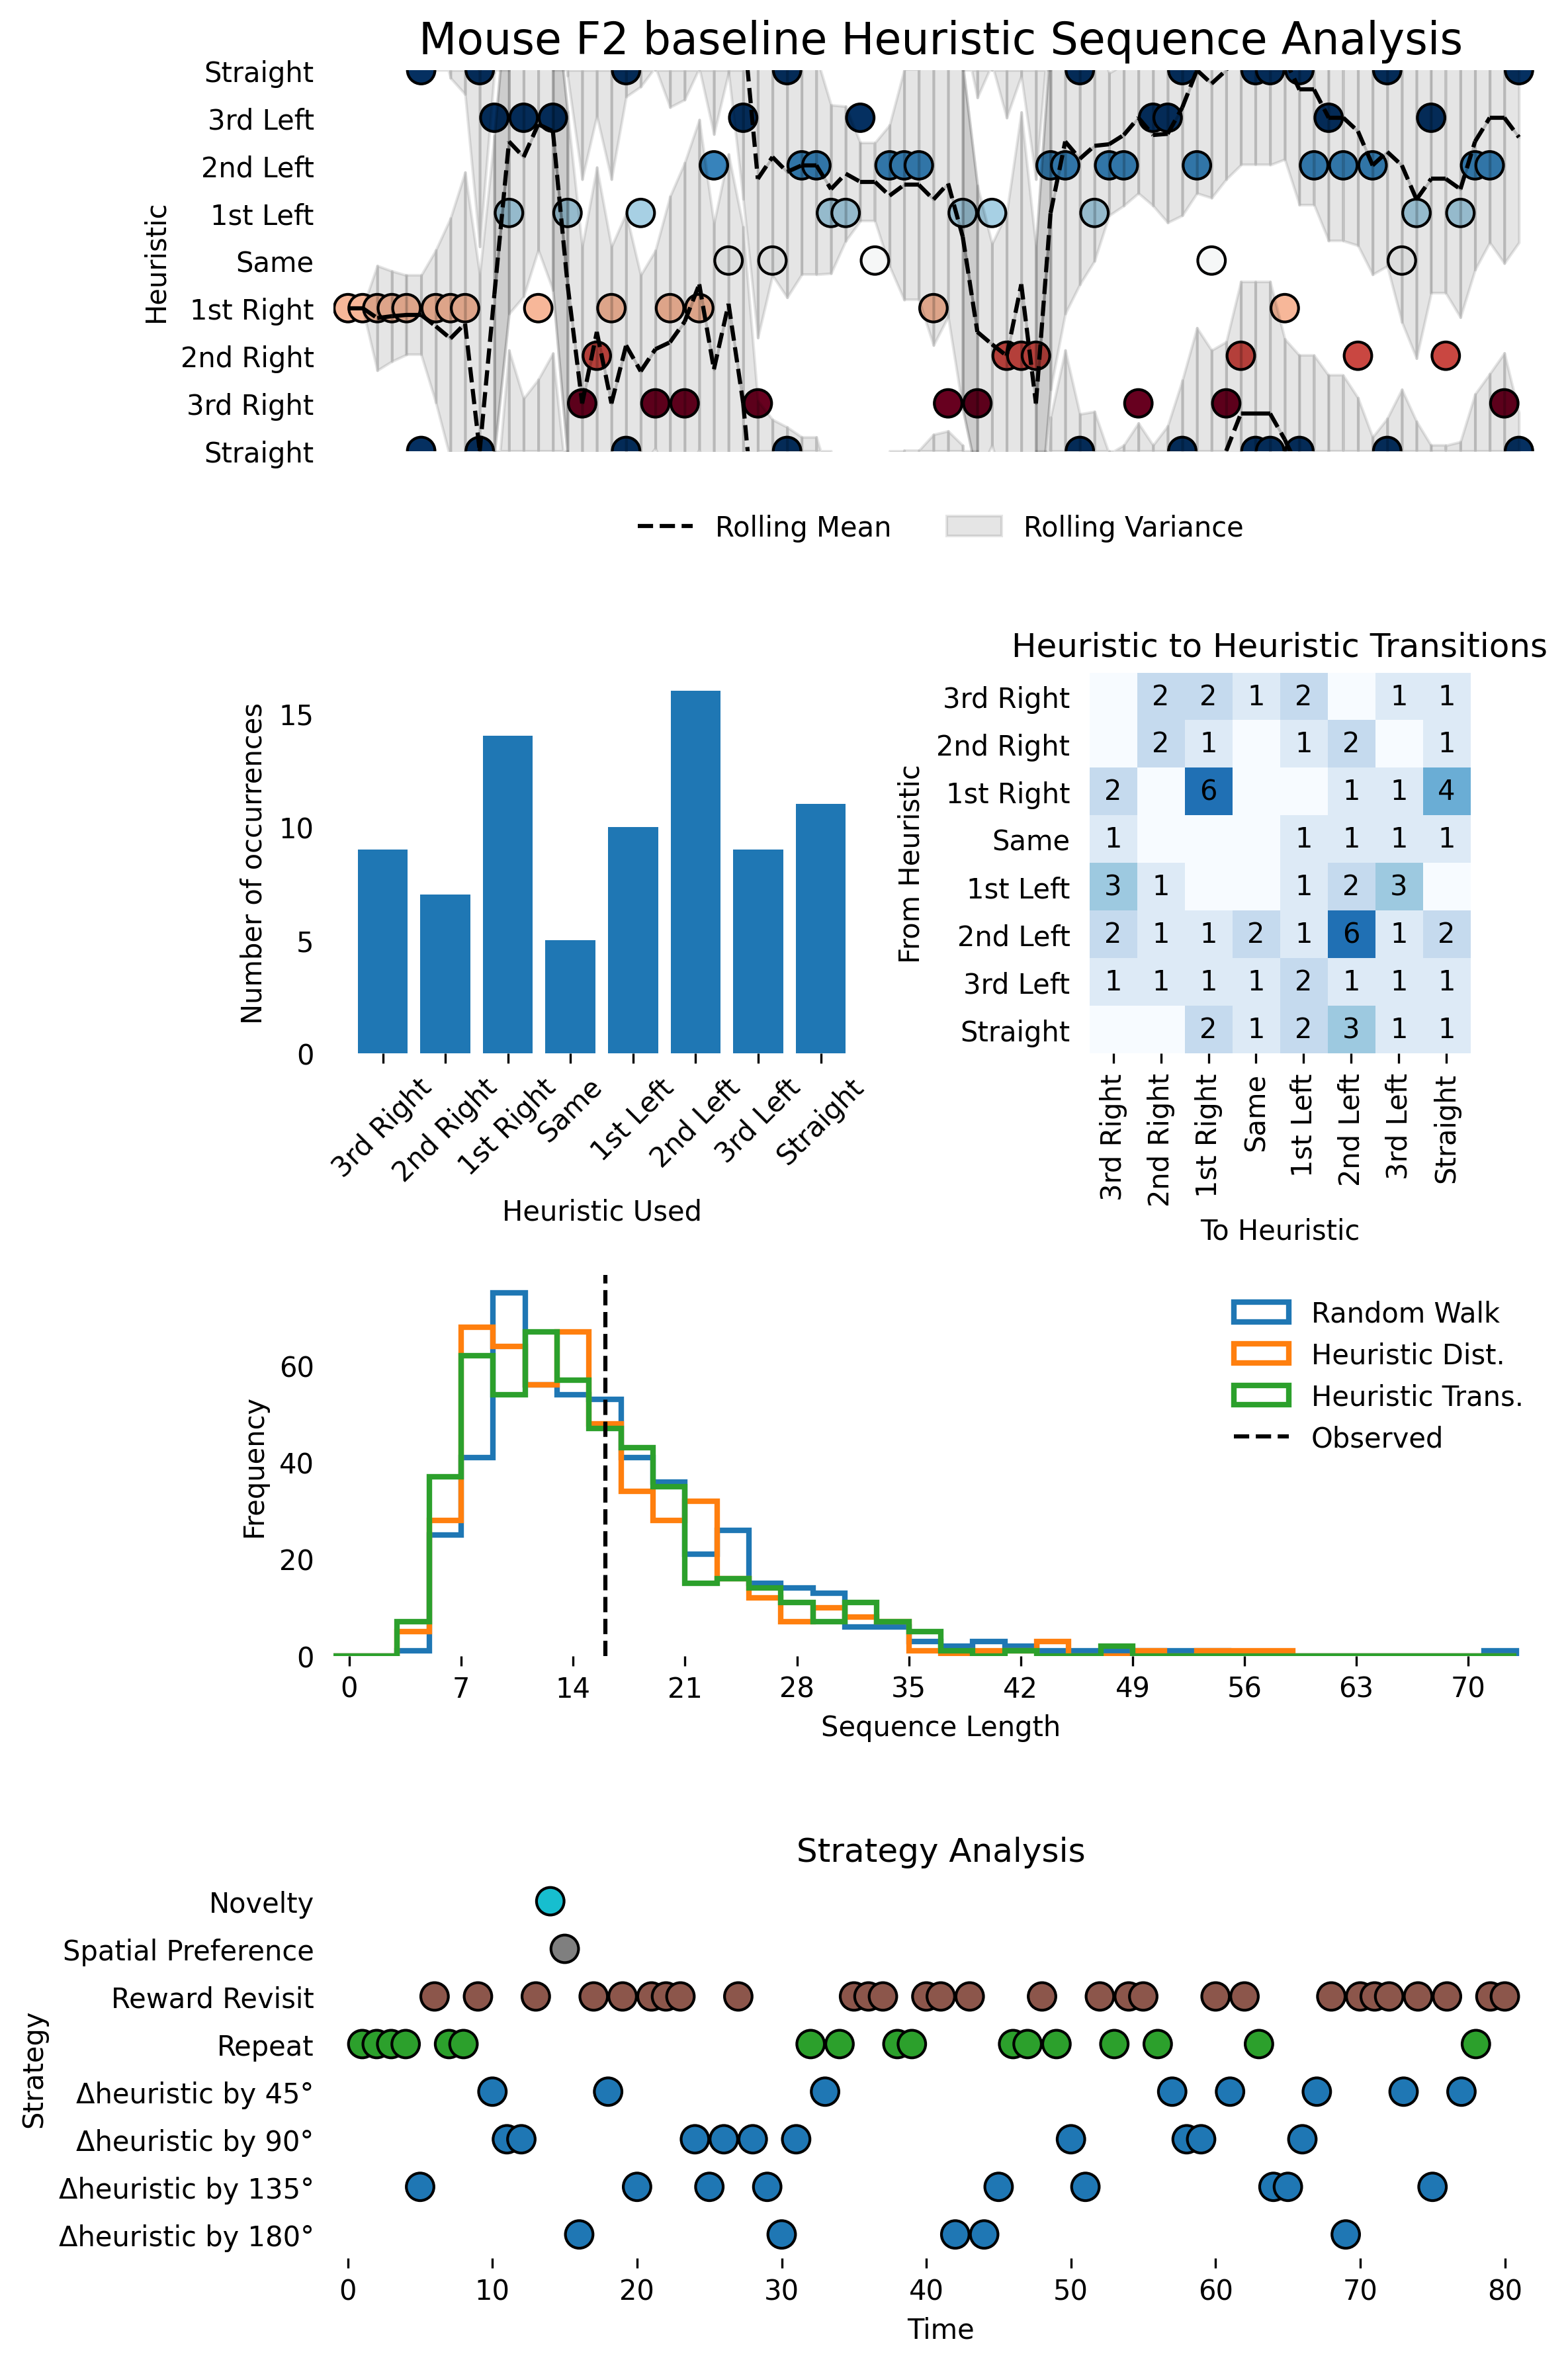 Mouse F2 baseline Heuristic Sequence Analysis
Heuristic
Straight
3rd Left
2nd Left
1st Left
Same
1st Right
2nd Right
3rd Right
Straight
Rolling Mean
Rolling Variance
Number of occurrences
15
10
5
0
3rd Right
2nd Right
1st Right
Same
1st Left
2nd Left
3rd Left
Straight
Heuristic Used
Heuristic to Heuristic Transitions
From Heuristic
3rd Right 2 2 1 2 1 1
2nd Right 2 1 1 2 1
1st Right 2 6 1 1 4
Same 1 1 1 1 1
1st Left 3 1 1 2 3
2nd Left 2 1 1 2 1 6 1 2
3rd Left 1 1 1 1 2 1 1 1
Straight 2 1 2 3 1 1
3rd Right
2nd Right
1st Right
Same
1st Left
2nd Left
3rd Left
Straight
To Heuristic
Frequency
60
40
20
0
0 7 14 21 28 35 42 49 56 63 70
Sequence Length
Random Walk
Heuristic Dist.
Heuristic Trans.
Observed
Strategy Analysis
Strategy
Novelty
Spatial Preference
Reward Revisit
Repeat
Δheuristic by 45°
Δheuristic by 90°
Δheuristic by 135°
Δheuristic by 180°
0 10 20 30 40 50 60 70 80
Time